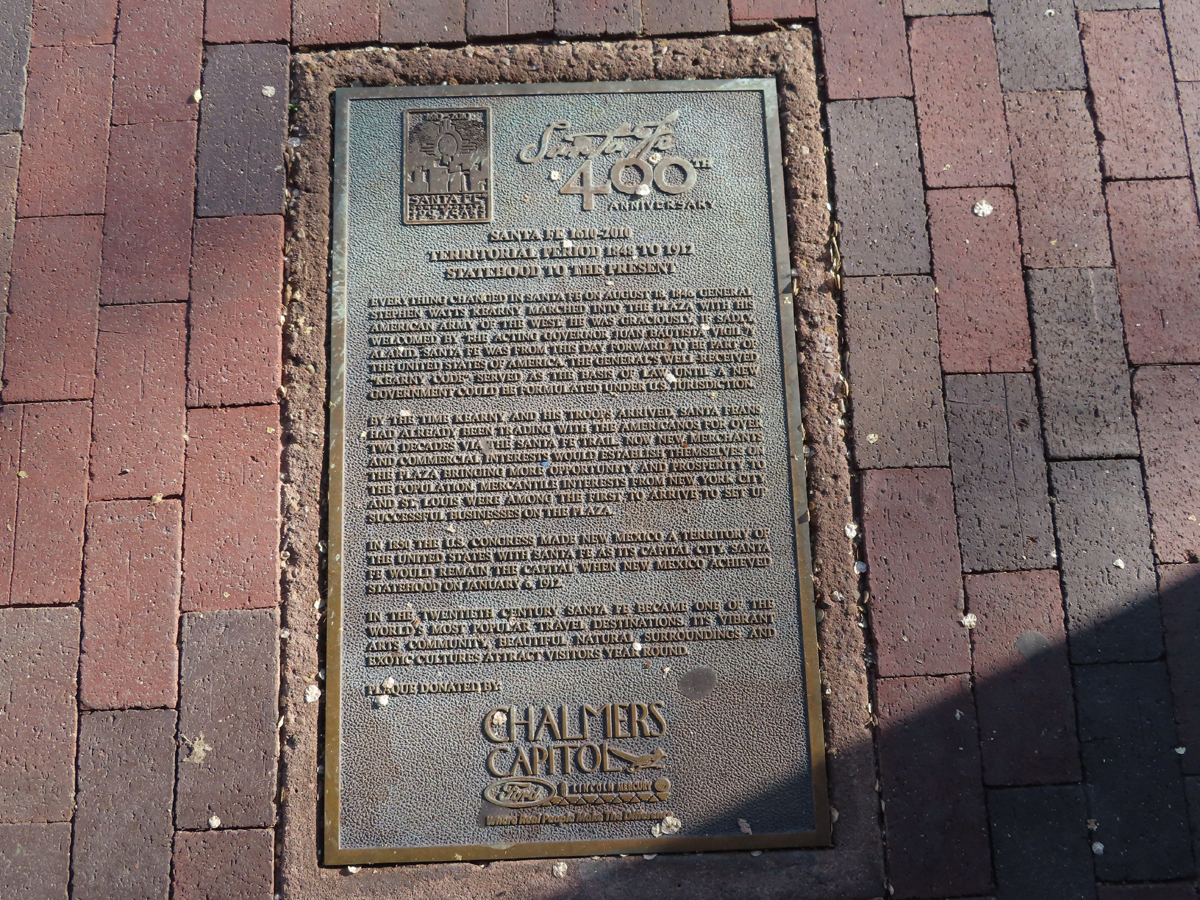 SANTA FE
Santa Fe
400TH
ANNIVERSARY
SANTA FE 1610-2010
TERRITORIAL PERIOD 1848 TO 1912
STATEHOOD TO THE PRESENT
EVERYTHING CHANGED IN SANTA FE ON AUGUST 18, 1846. GENERAL
STEPHEN WATTS KEARNY MARCHED INTO THE PLAZA WITH HIS
AMERICAN ARMY OF THE WEST. HE WAS GRACIOUSLY, IF SADLY,
WELCOMED BY THE ACTING GOVERNOR JUAN BAUTISTA VIGIL Y
ALARID. SANTA FE WAS FROM THIS DAY FORWARD TO BE PART OF
THE UNITED STATES OF AMERICA. THE GENERAL'S WELL RECEIVED
"KEARNY CODE" SERVED AS THE BASIS OF LAW UNTIL A NEW
GOVERNMENT COULD BE FORMULATED UNDER U.S. JURISDICTION.
BY THE TIME KEARNY AND HIS TROOPS ARRIVED, SANTA FEANS
HAD ALREADY BEEN TRADING WITH THE AMERICANOS FOR OVER
TWO DECADES VIA THE SANTA FE TRAIL. NOW NEW MERCHANTS
AND COMMERCIAL INTERESTS WOULD ESTABLISH THEMSELVES ON
THE PLAZA BRINGING MORE OPPORTUNITY AND PROSPERITY TO
THE POPULATION. MERCANTILE INTERESTS FROM NEW YORK CITY
AND ST. LOUIS WERE AMONG THE FIRST TO ARRIVE TO SET UP
SUCCESSFUL BUSINESSES ON THE PLAZA.
IN 1851 THE U.S. CONGRESS MADE NEW MEXICO A TERRITORY OF
THE UNITED STATES WITH SANTA FE AS ITS CAPITAL CITY. SANTA
FE WOULD REMAIN THE CAPITAL WHEN NEW MEXICO ACHIEVED
STATEHOOD ON JANUARY 6, 1912.
IN THE TWENTIETH CENTURY SANTA FE BECAME ONE OF THE
WORLD'S MOST POPULAR TRAVEL DESTINATIONS. ITS VIBRANT
ARTS COMMUNITY, BEAUTIFUL NATURAL SURROUNDINGS AND
EXOTIC CULTURES ATTRACT VISITORS YEAR ROUND.
PLAQUE DONATED BY:
CHALMERS
CAPITOL
Ford LINCOLN MERCURY
Where Real People Make The Difference